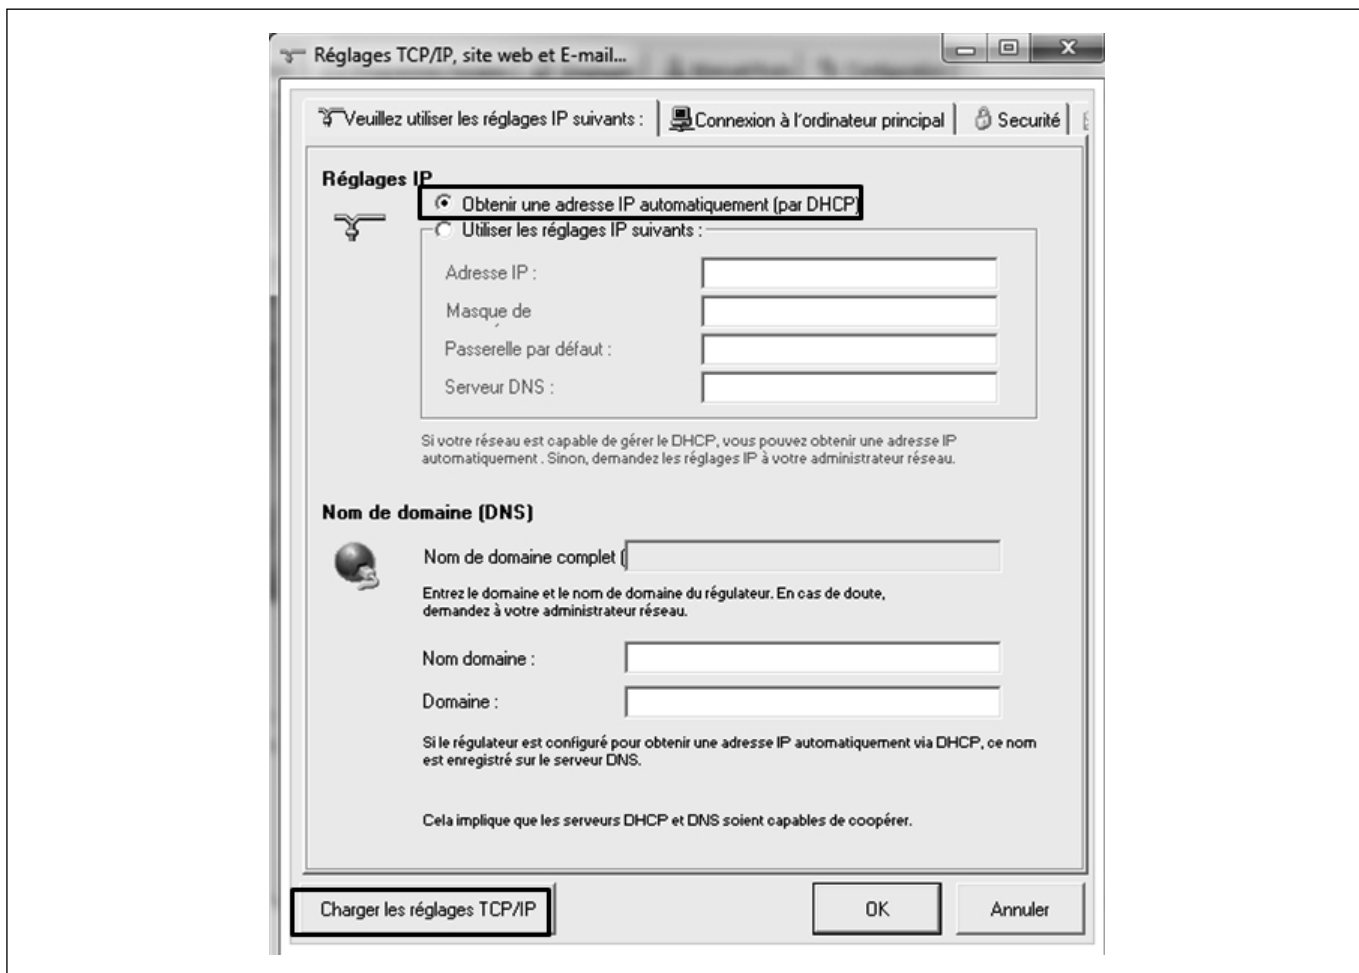 Réglages TCP/IP, site web et E-mail...
Veuillez utiliser les réglages IP suivants :
Connexion à l'ordinateur principal
Securité
Réglages IP
Obtenir une adresse IP automatiquement (par DHCP)
Utiliser les réglages IP suivants :
Adresse IP :
Masque de
Passerelle par défaut :
Serveur DNS :
Si votre réseau est capable de gérer le DHCP, vous pouvez obtenir une adresse IP
automatiquement . Sinon, demandez les réglages IP à votre administrateur réseau.
Nom de domaine (DNS)
Nom de domaine complet (
Entrez le domaine et le nom de domaine du régulateur. En cas de doute,
demandez à votre administrateur réseau.
Nom domaine :
Domaine :
Si le régulateur est configuré pour obtenir une adresse IP automatiquement via DHCP, ce nom
est enregistré sur le serveur DNS.
Cela implique que les serveurs DHCP et DNS soient capables de coopérer.
Charger les réglages TCP/IP
OK
Annuler